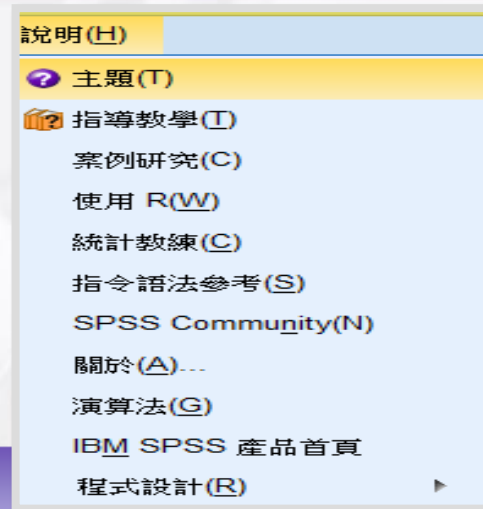 說明(H)
主題(T)
指導教學(T)
案例研究(C)
使用 R(W)
統計教練(C)
指令語法參考(S)
SPSS Community(N)
關於(A)...
演算法(G)
IBM SPSS 產品首頁
程式設計(R)